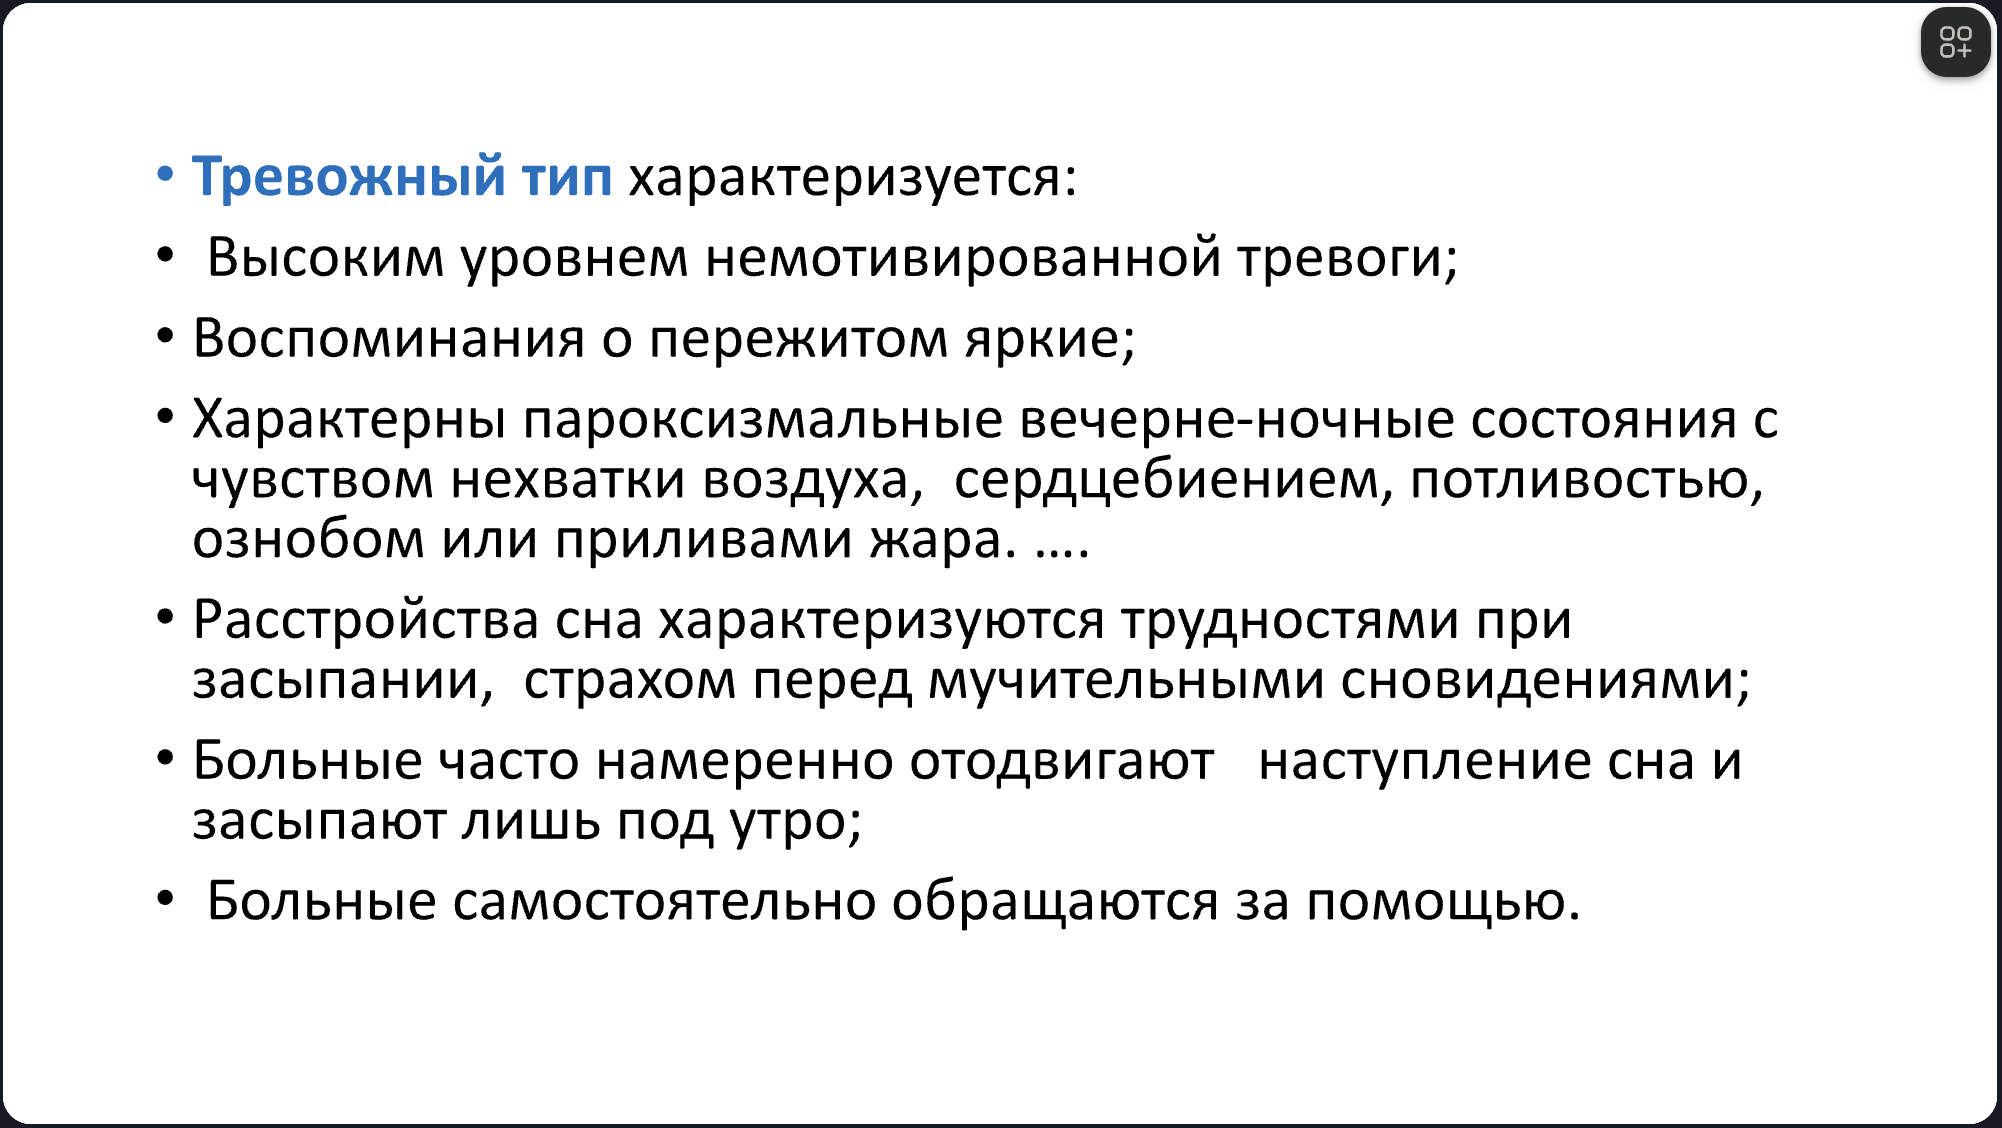 • Тревожный тип характеризуется:
• Высоким уровнем немотивированной тревоги;
• Воспоминания о пережитом яркие;
• Характерны пароксизмальные вечерне-ночные состояния с
чувством нехватки воздуха, сердцебиением, потливостью,
ознобом или приливами жара. ....
• Расстройства сна характеризуются трудностями при
засыпании, страхом перед мучительными сновидениями;
• Больные часто намеренно отодвигают наступление сна и
засыпают лишь под утро;
• Больные самостоятельно обращаются за помощью.